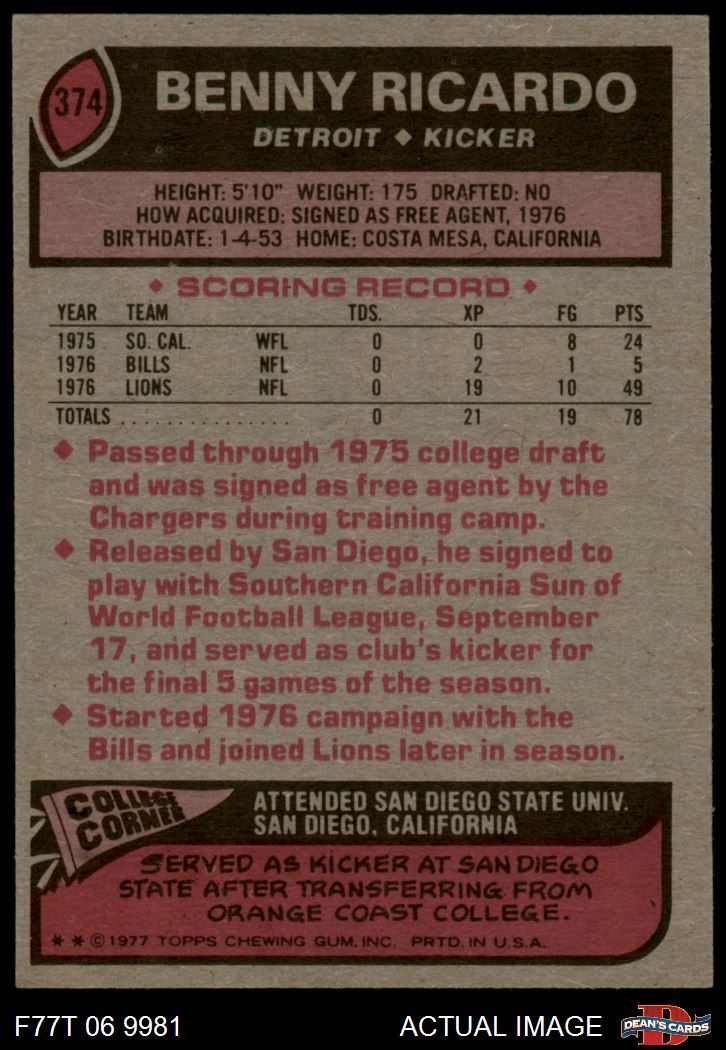 374
BENNY RICARDO
DETROIT ◆ KICKER
HEIGHT: 5'10" WEIGHT: 175 DRAFTED: NO
HOW ACQUIRED: SIGNED AS FREE AGENT, 1976
BIRTHDATE: 1-4-53 HOME: COSTA MESA, CALIFORNIA
◆ SCORING RECORD ◆
YEAR TEAM TDS. XP FG PTS
1975 SO. CAL. WFL 0 0 8 24
1976 BILLS NFL 0 2 1 5
1976 LIONS NFL 0 19 10 49
TOTALS . . . . . . . . . . . . . . . 0 21 19 78
◆ Passed through 1975 college draft
and was signed as free agent by the
Chargers during training camp.
◆ Released by San Diego, he signed to
play with Southern California Sun of
World Football League, September
17, and served as club's kicker for
the final 5 games of the season.
◆ Started 1976 campaign with the
Bills and joined Lions later in season.
COLLEGE
CORNER
ATTENDED SAN DIEGO STATE UNIV.
SAN DIEGO, CALIFORNIA
SERVED AS KICKER AT SAN DIEGO
STATE AFTER TRANSFERRING FROM
ORANGE COAST COLLEGE.
* * ©1977 TOPPS CHEWING GUM, INC. PRTD. IN U.S.A.
F77T 06 9981
ACTUAL IMAGE
D
DEAN'S CARDS